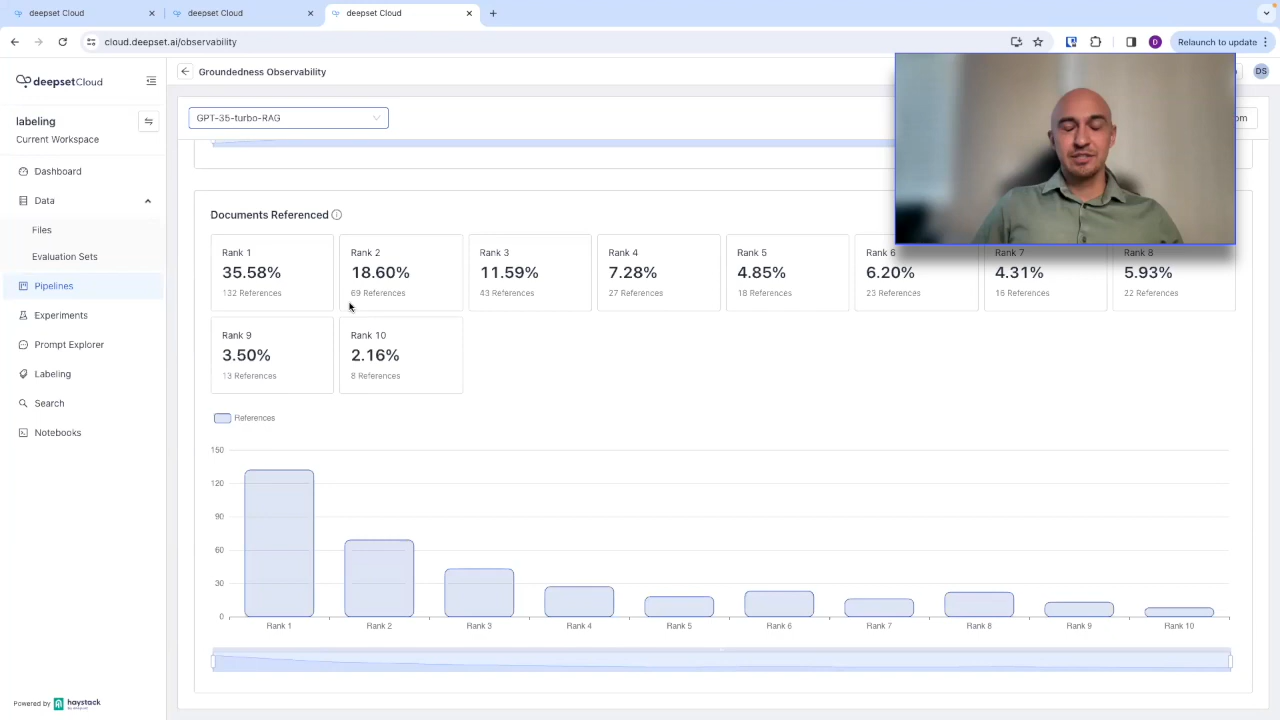 deepset Cloud
deepset Cloud
deepset Cloud
cloud.deepset.ai/observability
D
Relaunch to update
deepsetCloud
Groundedness Observability
DS
labeling
Current Workspace
GPT-35-turbo-RAG
om
Dashboard
Data
Files
Evaluation Sets
Pipelines
Experiments
Prompt Explorer
Labeling
Search
Notebooks
Documents Referenced
Rank 1 Rank 2 Rank 3 Rank 4 Rank 5 Rank 6 Rank 7 Rank 8
35.58% 18.60% 11.59% 7.28% 4.85% 6.20% 4.31% 5.93%
132 References 69 References 43 References 27 References 18 References 23 References 16 References 22 References
Rank 9 Rank 10
3.50% 2.16%
13 References 8 References
References
150
120
90
60
30
0
Rank 1 Rank 2 Rank 3 Rank 4 Rank 5 Rank 6 Rank 7 Rank 8 Rank 9 Rank 10
Powered by haystack